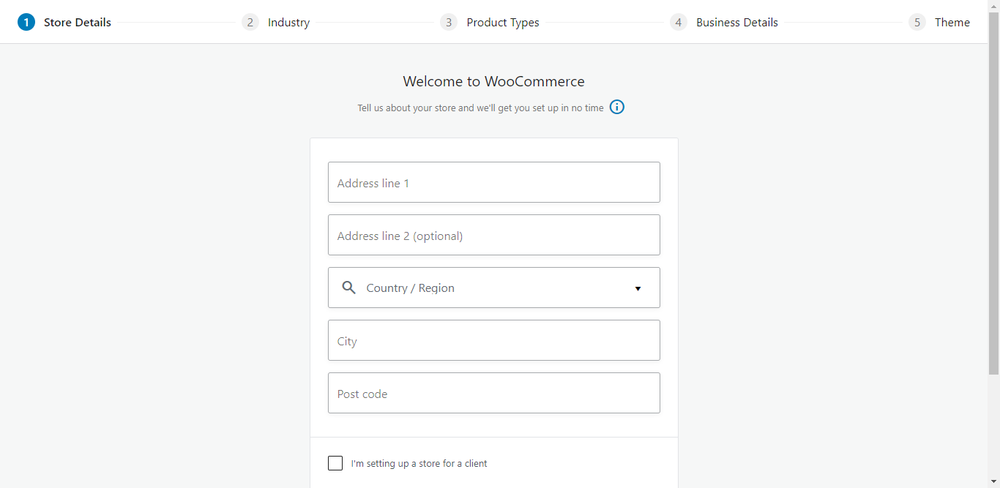 1 Store Details 2 Industry 3 Product Types 4 Business Details 5 Theme
Welcome to WooCommerce
Tell us about your store and we'll get you set up in no time
Address line 1
Address line 2 (optional)
Country / Region
City
Post code
I'm setting up a store for a client